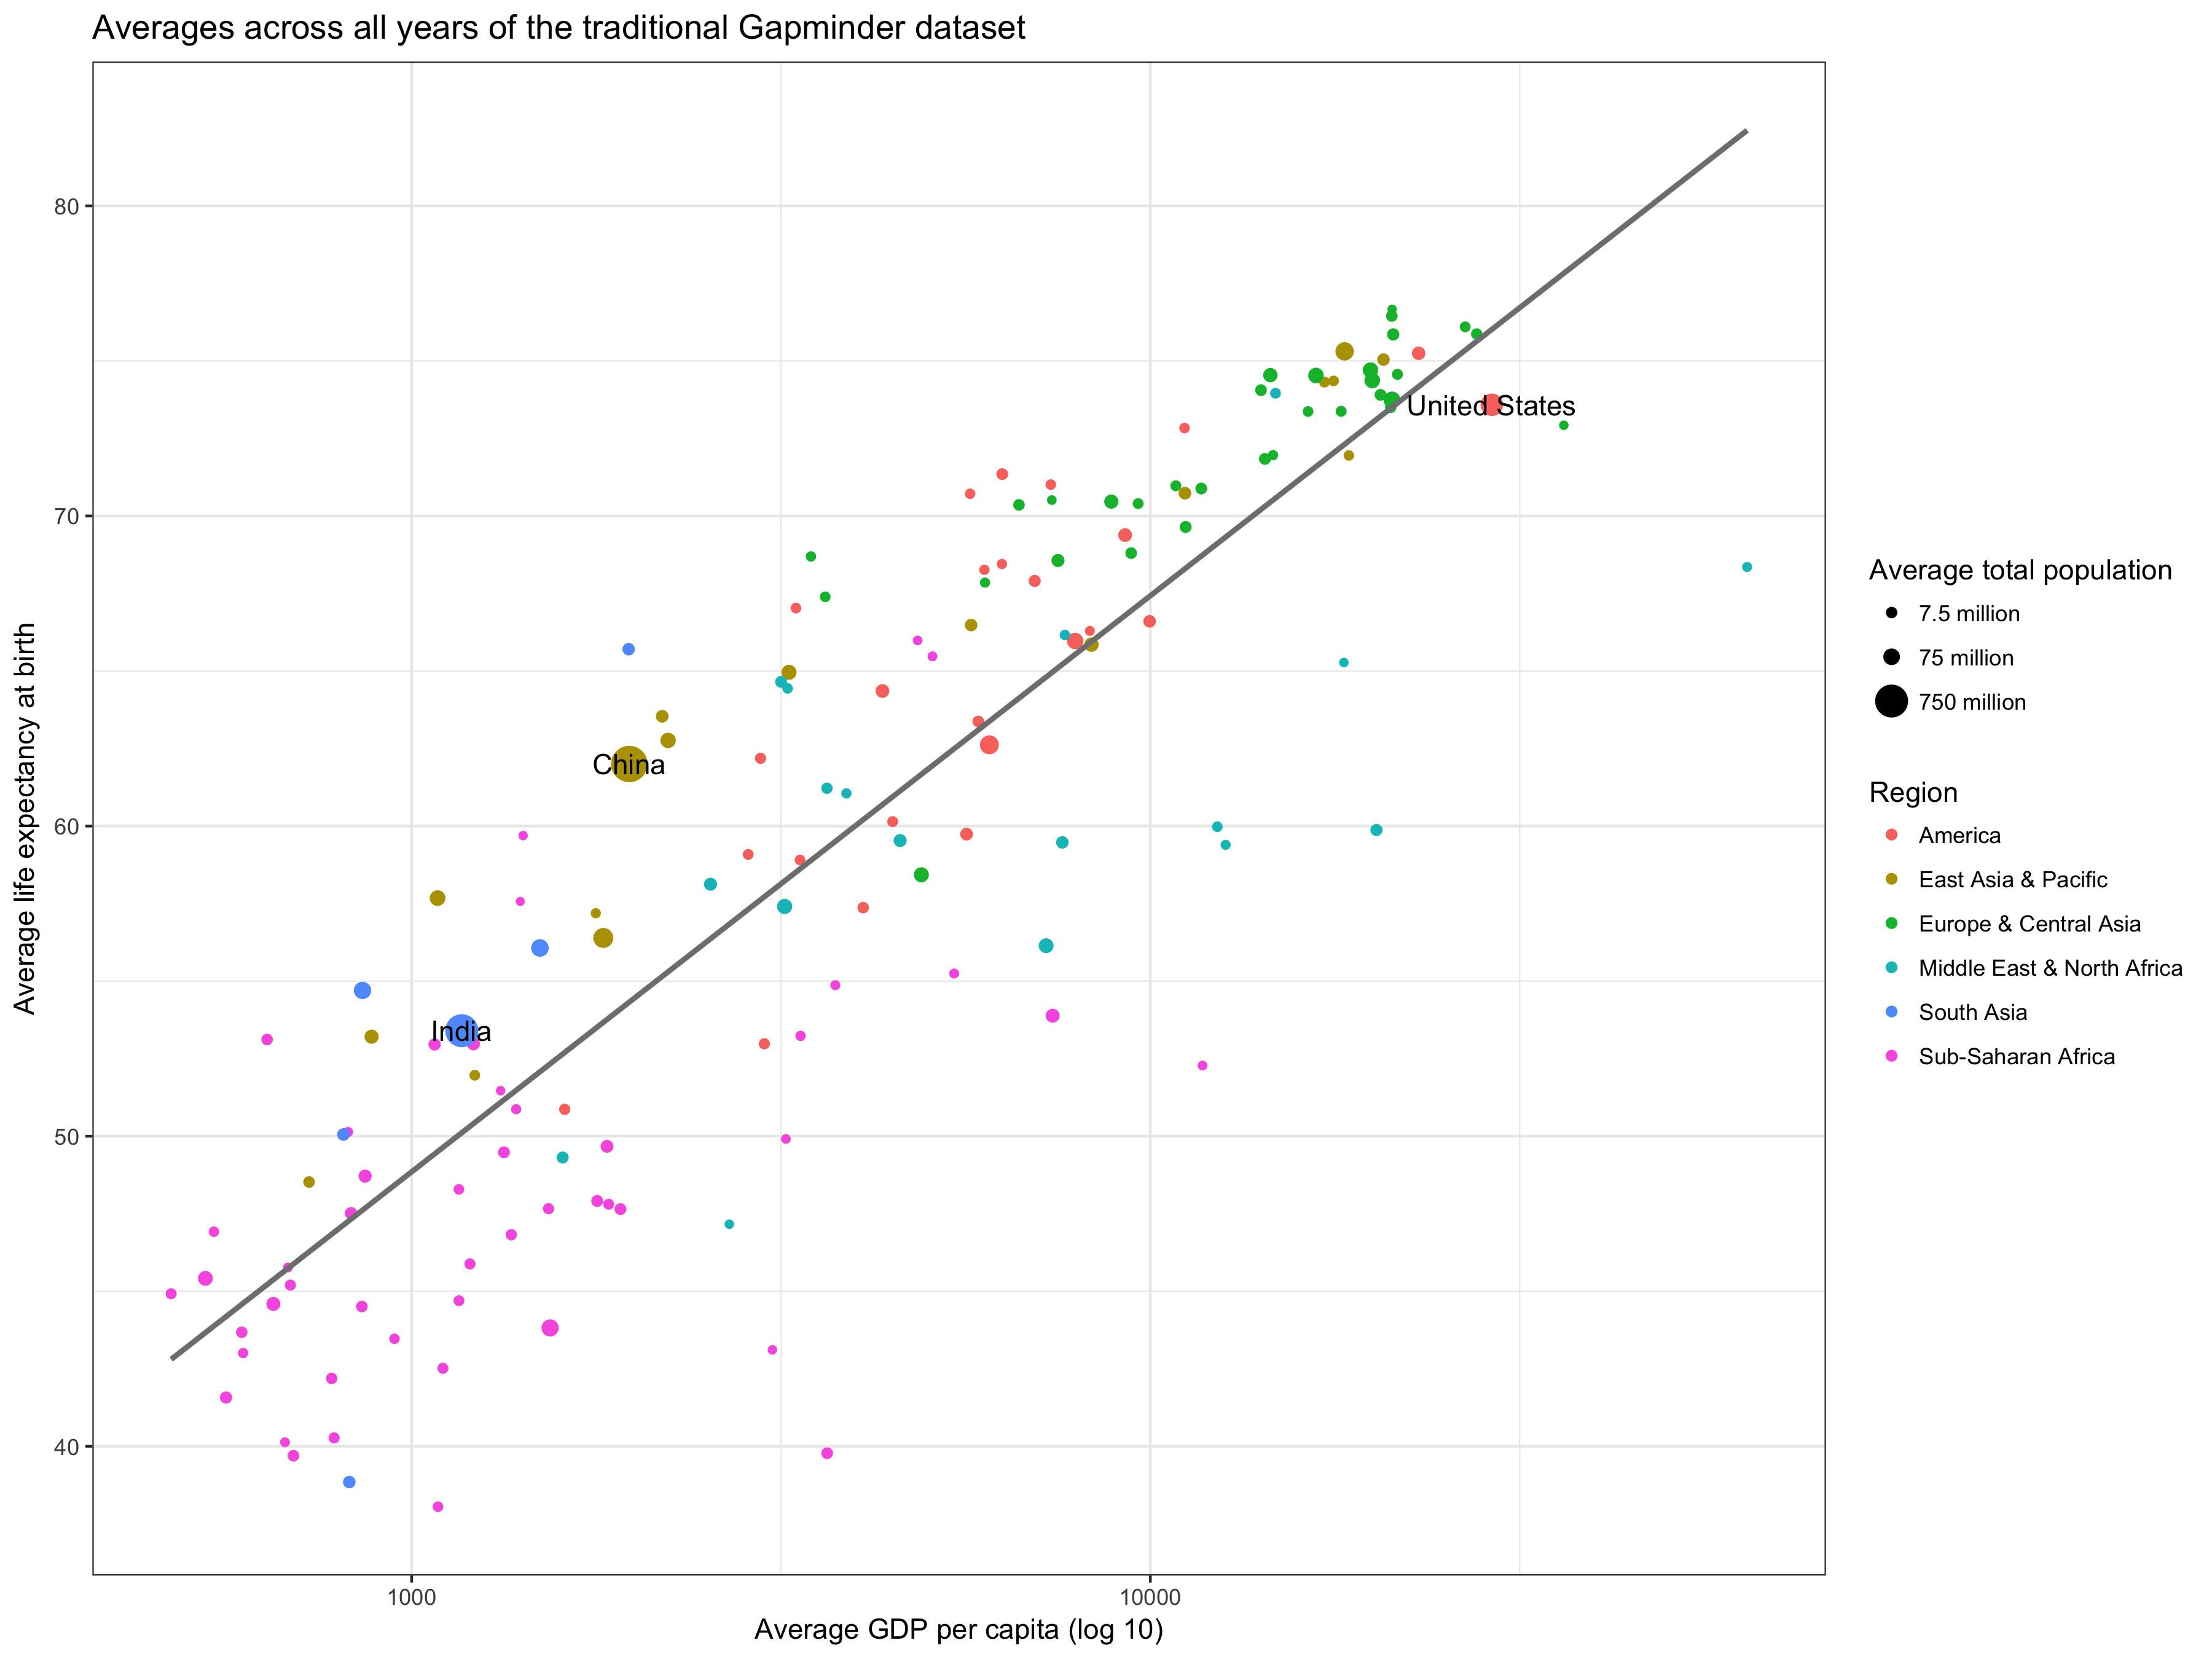 Averages across all years of the traditional Gapminder dataset
Average life expectancy at birth
80
70
60
50
40
United States
China
India
1000
10000
Average GDP per capita (log 10)
Average total population
7.5 million
75 million
750 million
Region
America
East Asia & Pacific
Europe & Central Asia
Middle East & North Africa
South Asia
Sub-Saharan Africa